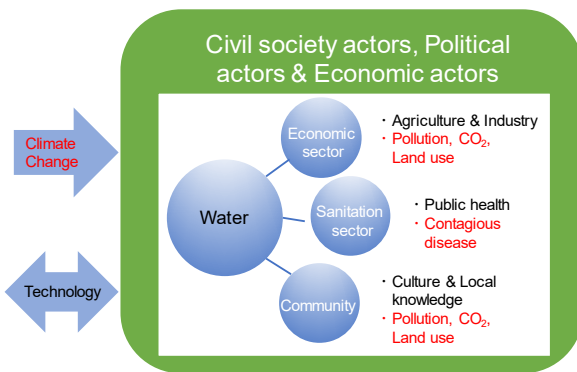 Civil society actors, Political
actors & Economic actors
Climate
Change
Technology
Water
Economic
sector
・Agriculture & Industry
・Pollution, CO₂,
Land use
Sanitation
sector
・Public health
・Contagious
disease
Community
・Culture & Local
knowledge
・Pollution, CO₂,
Land use